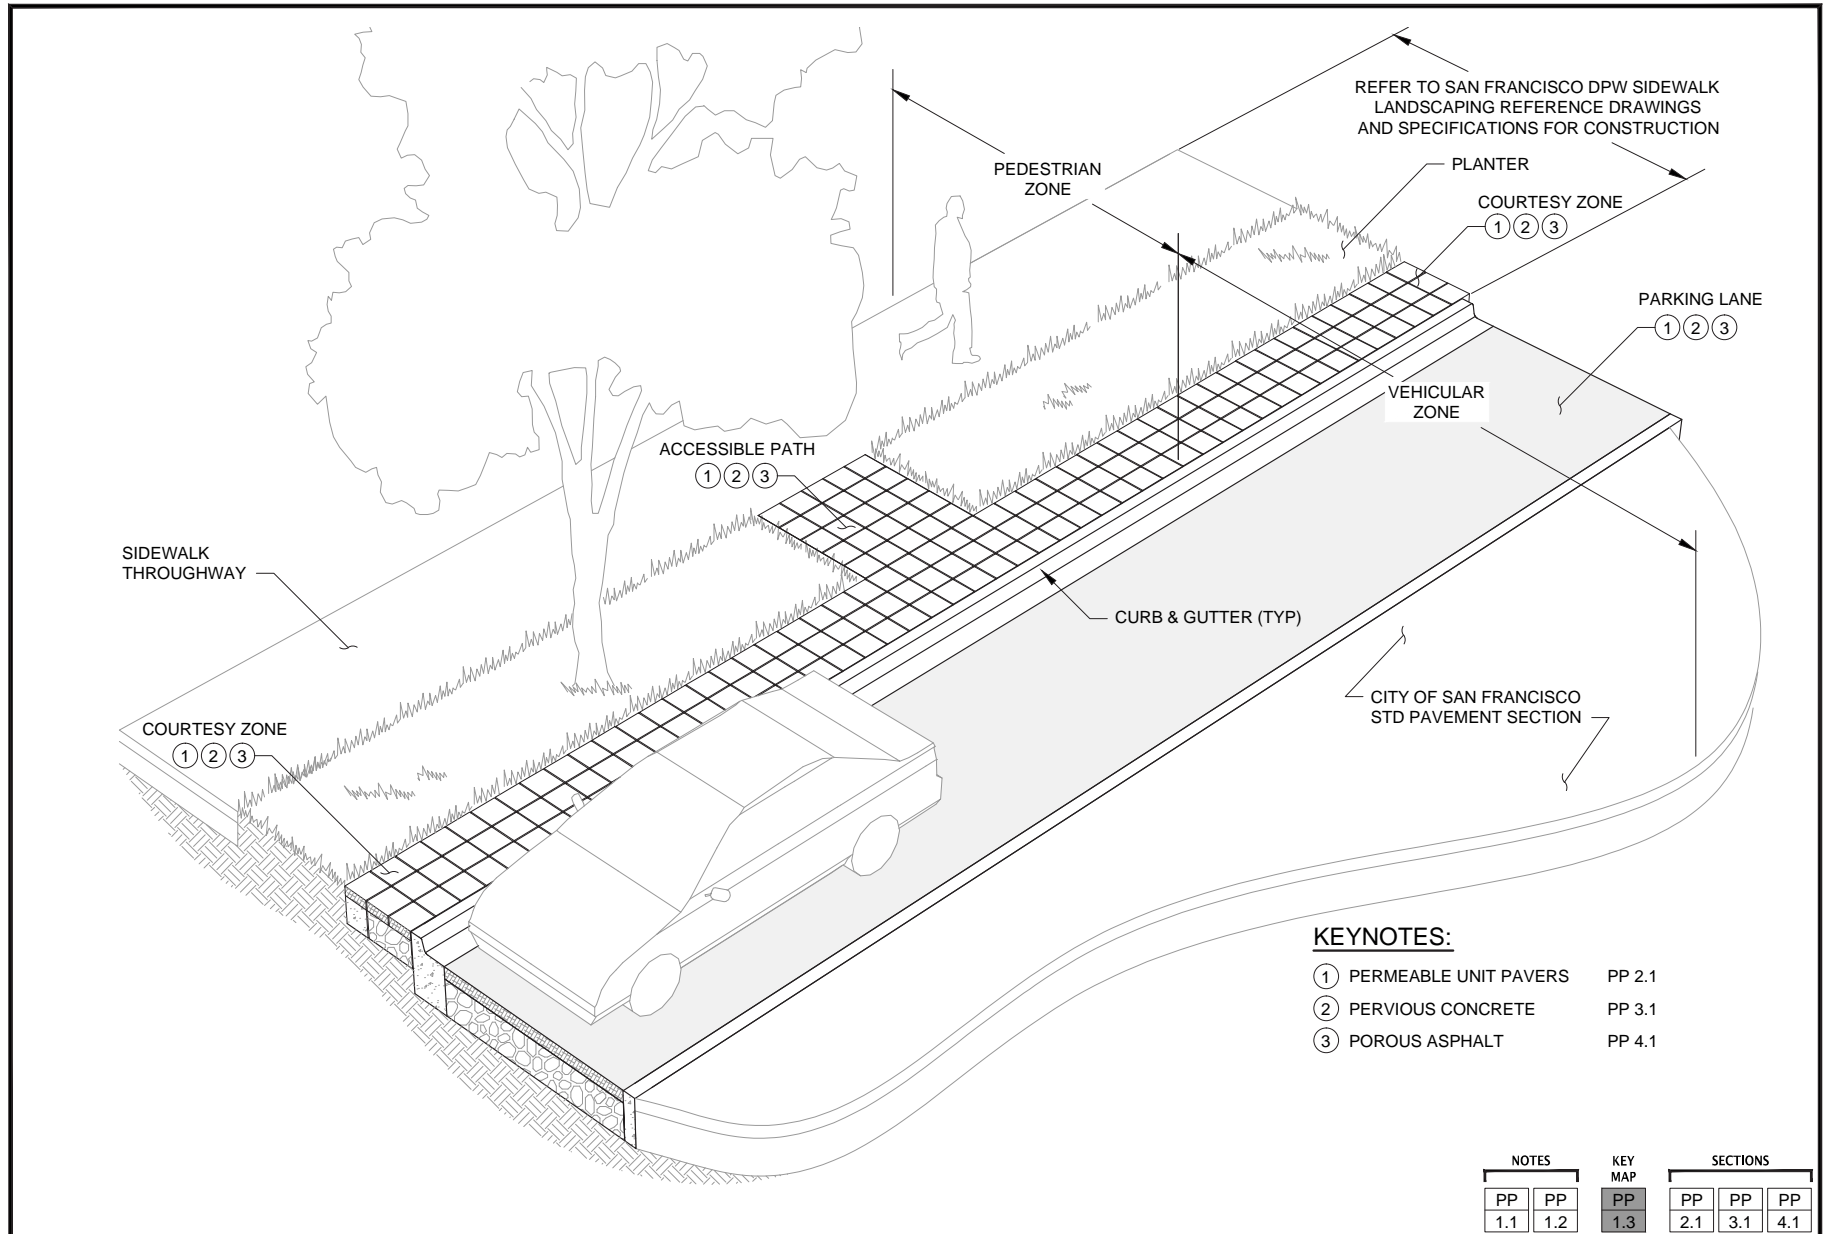 REFER TO SAN FRANCISCO DPW SIDEWALK
LANDSCAPING REFERENCE DRAWINGS
AND SPECIFICATIONS FOR CONSTRUCTION
PEDESTRIAN
ZONE
PLANTER
COURTESY ZONE
1 2 3
PARKING LANE
1 2 3
VEHICULAR
ZONE
ACCESSIBLE PATH
1 2 3
SIDEWALK
THROUGHWAY
CURB & GUTTER (TYP)
CITY OF SAN FRANCISCO
STD PAVEMENT SECTION
COURTESY ZONE
1 2 3
KEYNOTES:
1 PERMEABLE UNIT PAVERS PP 2.1
2 PERVIOUS CONCRETE PP 3.1
3 POROUS ASPHALT PP 4.1
NOTES
PP PP
1.1 1.2
KEY
MAP
PP
1.3
SECTIONS
PP PP PP
2.1 3.1 4.1